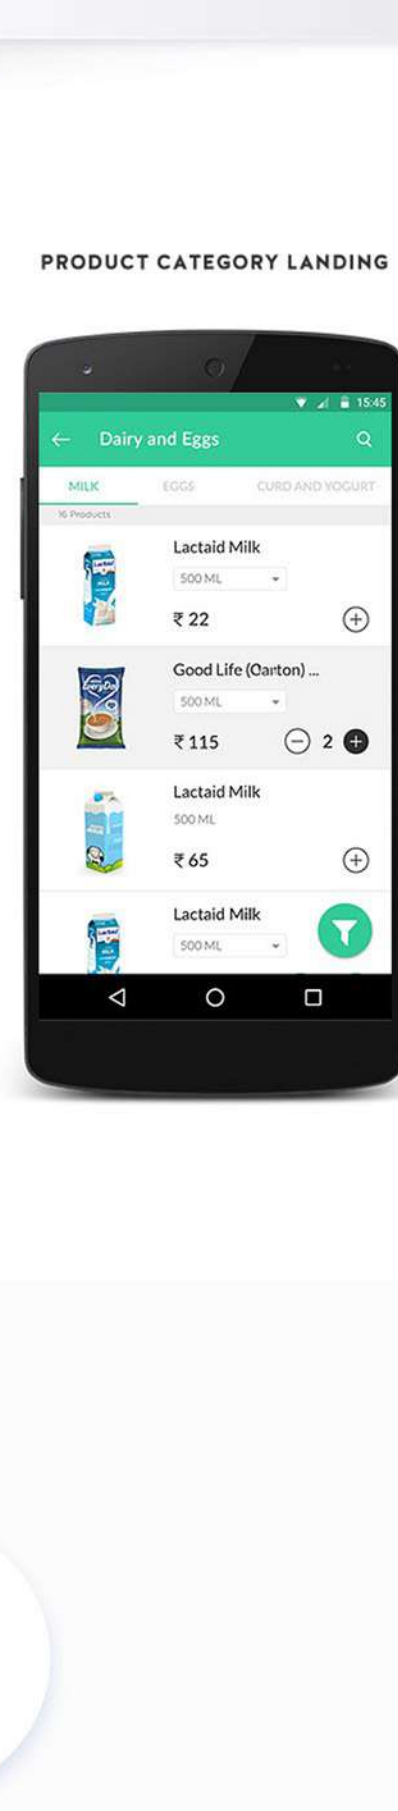 PRODUCT CATEGORY LANDING
15:45
Dairy and Eggs
MILK EGGS CURD AND YOGURT
16 Products
Lactaid Milk
500 ML
₹ 22
Good Life (Carton) ...
500 ML
EveryDay
₹ 115 2
Lactaid Milk
500 ML
₹ 65
Lactaid Milk
500 ML